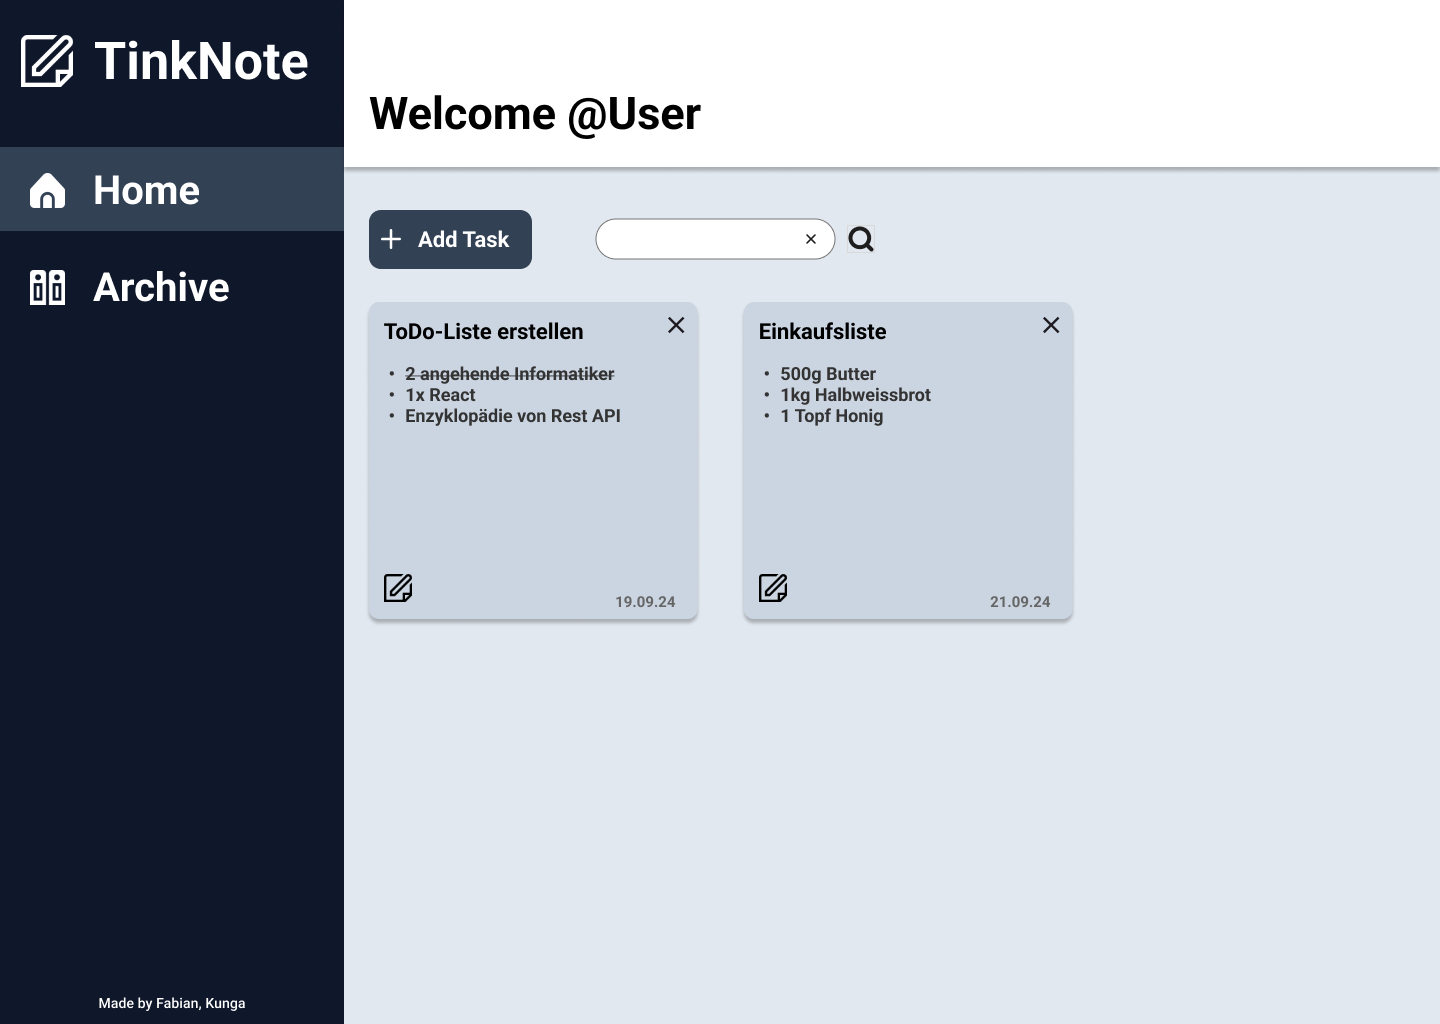 TinkNote
Home
Archive
Made by Fabian, Kunga
Welcome @User
Add Task
ToDo-Liste erstellen
• 2 angehende Informatiker
• 1x React
• Enzyklopädie von Rest API
19.09.24
Einkaufsliste
• 500g Butter
• 1kg Halbweissbrot
• 1 Topf Honig
21.09.24